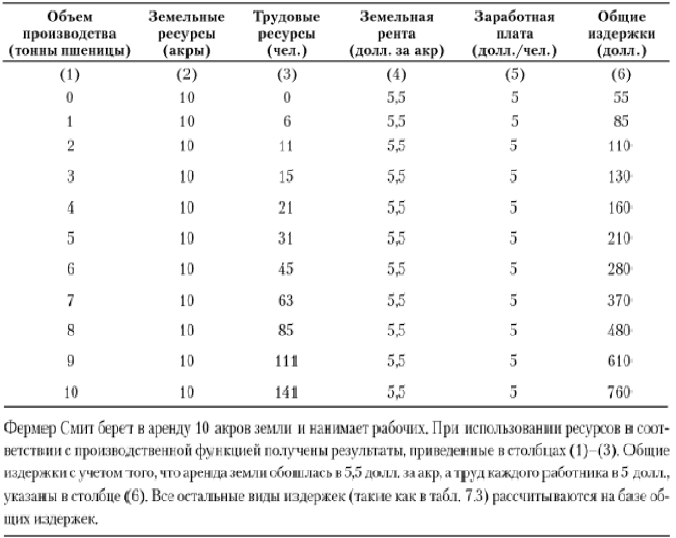 Объем Земельные Трудовые Земельная Заработная Общие
производства ресурсы ресурсы рента плата издержки
(тонны пшеницы) (акры) (чел.) (долл. за акр) (долл./чел.) (долл.)
(1) (2) (3) (4) (5) (6)
0 10 0 5,5 5 55
1 10 6 5,5 5 85
2 10 11 5,5 5 110
3 10 15 5,5 5 130
4 10 21 5,5 5 160
5 10 31 5,5 5 210
6 10 45 5,5 5 280
7 10 63 5,5 5 370
8 10 85 5,5 5 480
9 10 111 5,5 5 610
10 10 141 5,5 5 760
Фермер Смит берет в аренду 10 акров земли и нанимает рабочих. При использовании ресурсов в соот-
ветствии с производственной функцией получены результаты, приведенные в столбцах (1)–(3). Общие
издержки с учетом того, что аренда земли обошлась в 5,5 долл. за акр, а труд каждого работника в 5 долл.,
указаны в столбце (6). Все остальные виды издержек (такие как в табл. 7.3) рассчитываются на базе об-
щих издержек.